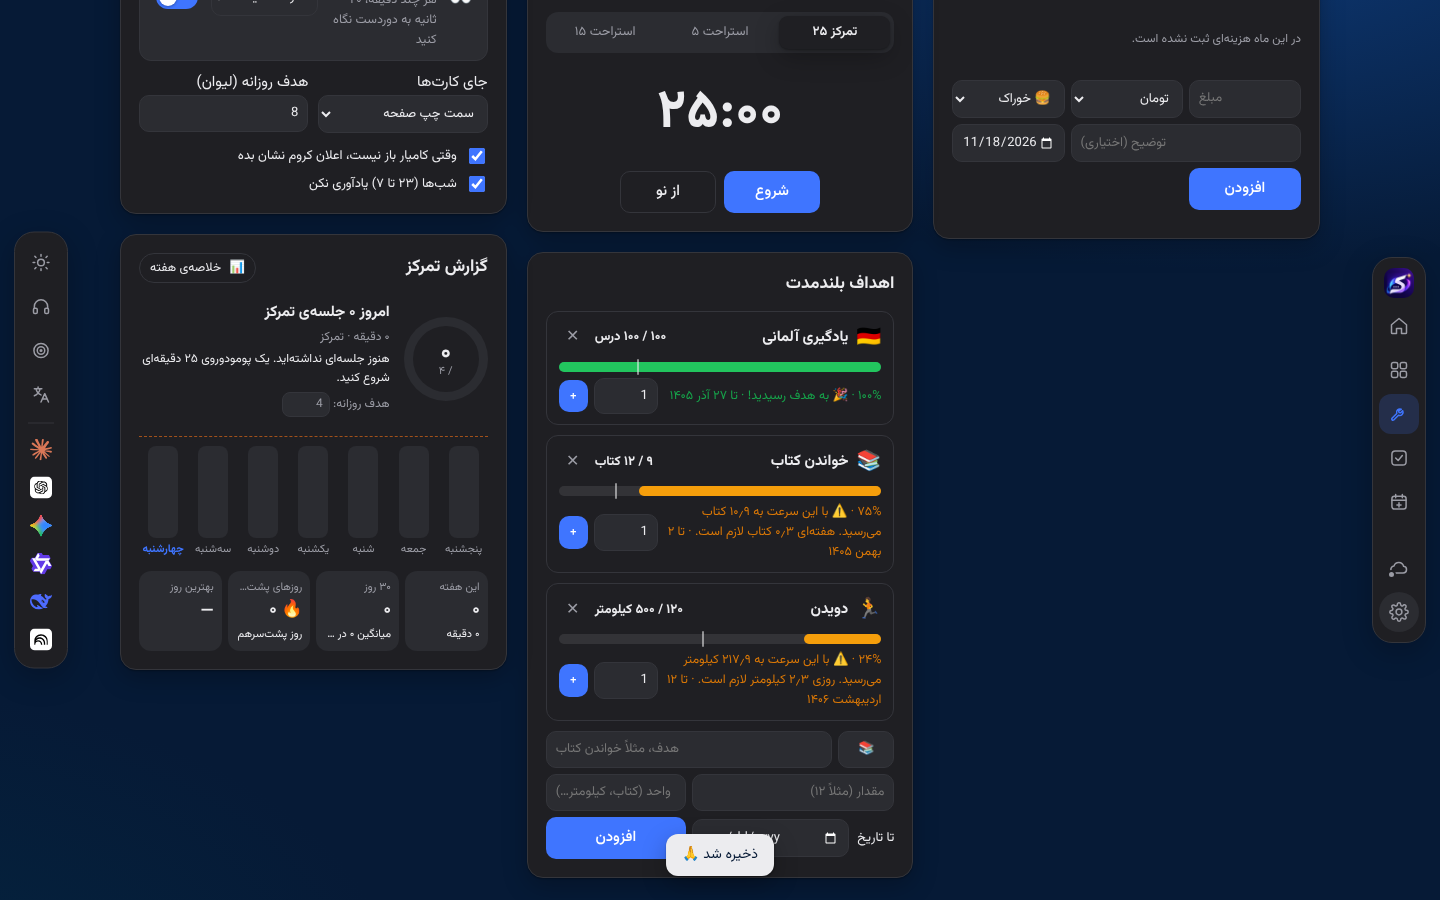 در این ماه هزینه‌ای ثبت نشده است.
مبلغ
تومان
🍔 خوراک
توضیح (اختیاری)
11/18/2026
افزودن
تمرکز ۲۵
استراحت ۵
استراحت ۱۵
۲۵:۰۰
شروع
از نو
اهداف بلندمدت
🇩🇪 یادگیری آلمانی
۱۰۰ / ۱۰۰ درس
✕
۱۰۰% · 🎉 به هدف رسیدید! · تا ۲۷ آذر ۱۴۰۵
1
+
📚 خواندن کتاب
۹ / ۱۲ کتاب
✕
۷۵% · ⚠️ با این سرعت به ۱۰٫۹ کتاب
می‌رسید. هفته‌ای ۰٫۳ کتاب لازم است. · تا ۲
بهمن ۱۴۰۵
1
+
🏃 دویدن
۱۲۰ / ۵۰۰ کیلومتر
✕
۲۴% · ⚠️ با این سرعت به ۲۱۷٫۹ کیلومتر
می‌رسید. روزی ۲٫۳ کیلومتر لازم است. · تا ۱۲
اردیبهشت ۱۴۰۶
1
+
📚
هدف، مثلاً خواندن کتاب
مقدار (مثلاً ۱۲)
واحد (کتاب، کیلومتر…)
تا تاریخ
افزودن
ذخیره شد 🙏
ثانیه به دوردست نگاه
کنید
جای کارت‌ها
هدف روزانه (لیوان)
سمت چپ صفحه
8
وقتی کامیار باز نیست، اعلان کروم نشان بده
شب‌ها (۲۳ تا ۷) یادآوری نکن
گزارش تمرکز
📊 خلاصه‌ی هفته
امروز ۰ جلسه‌ی تمرکز
۰ دقیقه · تمرکز
هنوز جلسه‌ای نداشته‌اید. یک پومودوروی ۲۵ دقیقه‌ای
شروع کنید.
هدف روزانه:
4
۰
/ ۴
پنجشنبه
جمعه
شنبه
یکشنبه
دوشنبه
سه‌شنبه
چهارشنبه
این هفته
۰
۰ دقیقه
۳۰ روز
۰
میانگین ۰ در …
روزهای پشت…
🔥 ۰
روز پشت‌سرهم
بهترین روز
—